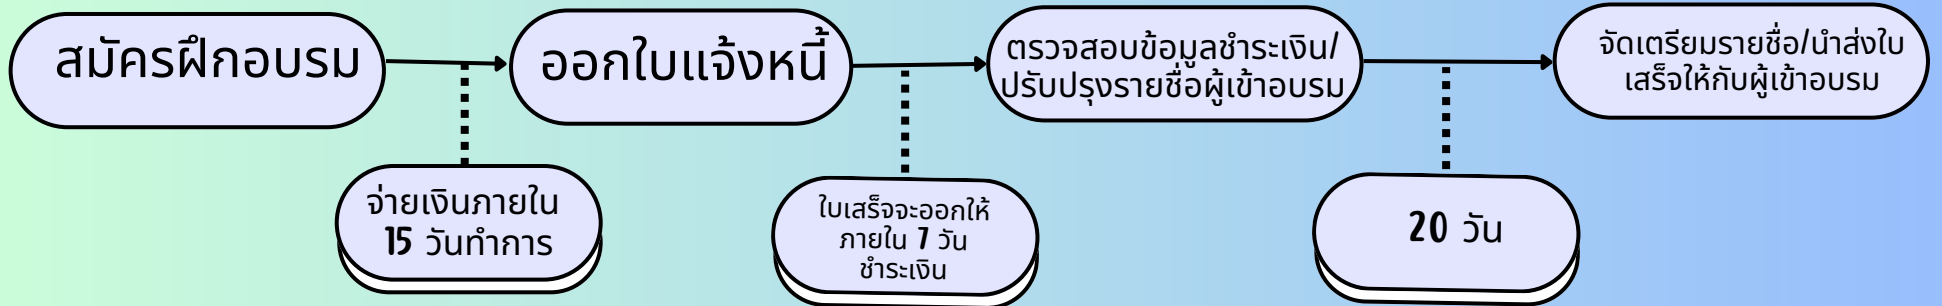 สมัครฝึกอบรม
ออกใบแจ้งหนี้
ตรวจสอบข้อมูลชำระเงิน/
ปรับปรุงรายชื่อผู้เข้าอบรม
จัดเตรียมรายชื่อ/นำส่งใบ
เสร็จให้กับผู้เข้าอบรม
จ่ายเงินภายใน
15 วันทำการ
ใบเสร็จจะออกให้
ภายใน 7 วัน
ชำระเงิน
20 วัน